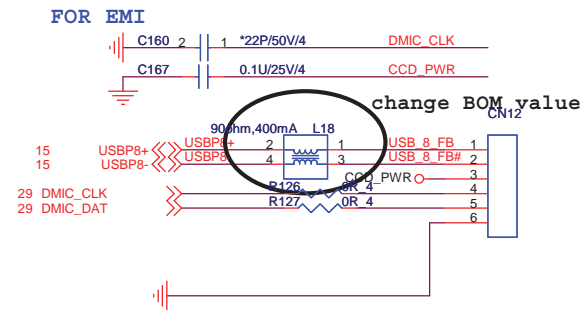 FOR EMI
C160 2 1 *22P/50V/4 DMIC_CLK
C167 0.1U/25V/4 CCD_PWR
change BOM value
CN12
90ohm,400mA L18
15 USBP8+ USBP8+ 2 1 USB_8_FB 1
15 USBP8- USBP8- 4 3 USB_8_FB# 2
CCD_PWR 3
29 DMIC_CLK R126 0R_4 4
29 DMIC_DAT R127 0R_4 5
6